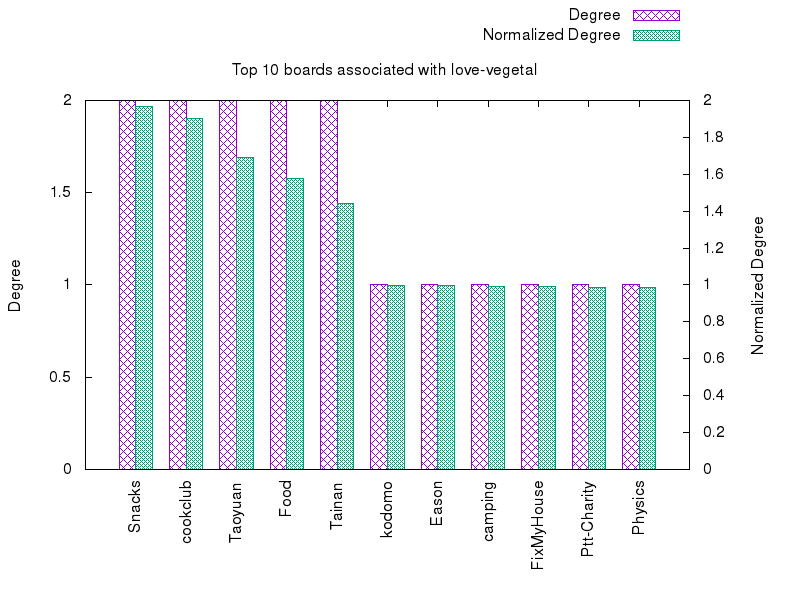 Degree
Normalized Degree
Top 10 boards associated with love-vegetal
2
1.5
1
0.5
0
2
1.8
1.6
1.4
1.2
1
0.8
0.6
0.4
0.2
0
Degree
Normalized Degree
Snacks
cookclub
Taoyuan
Food
Tainan
kodomo
Eason
camping
FixMyHouse
Ptt-Charity
Physics